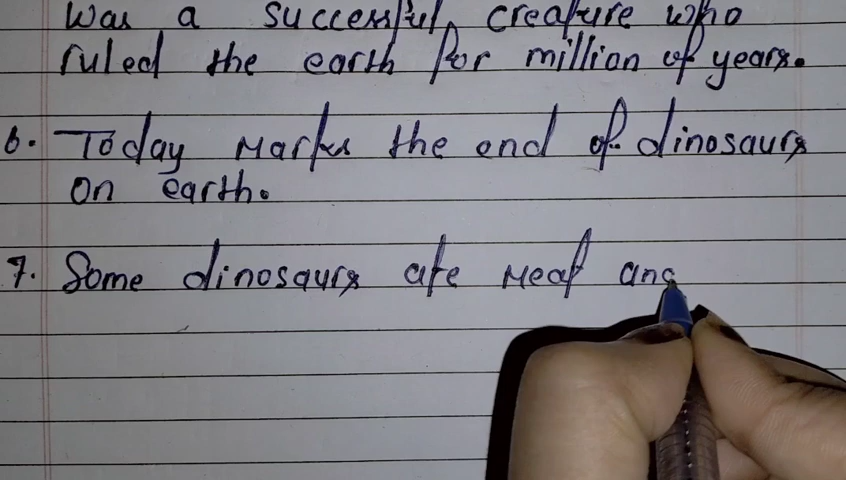 Was a successful creature who
ruled the earth for million of years.
6. Today marks the end of dinosaurs
on earth.
7. Some dinosaurs ate meat an